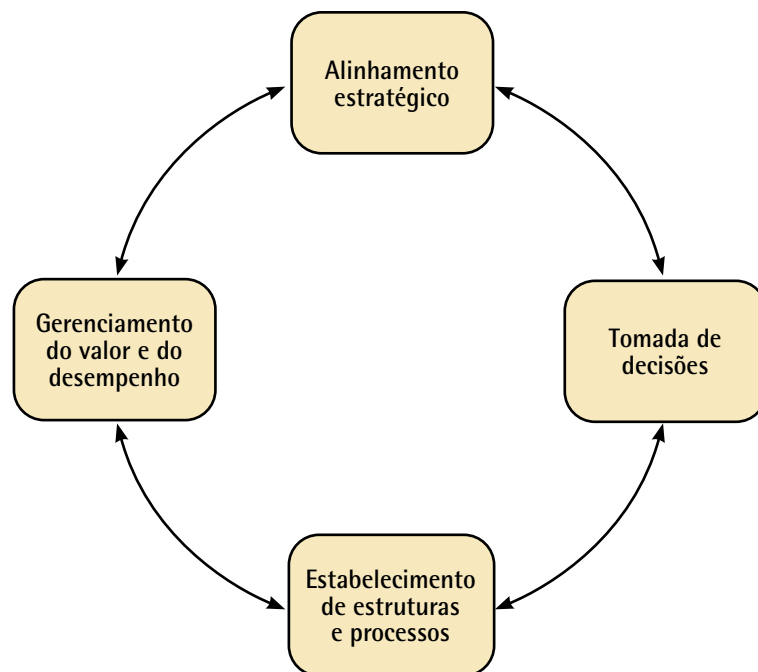 Alinhamento
estratégico
Gerenciamento
do valor e do
desempenho
Tomada de
decisões
Estabelecimento
de estruturas
e processos